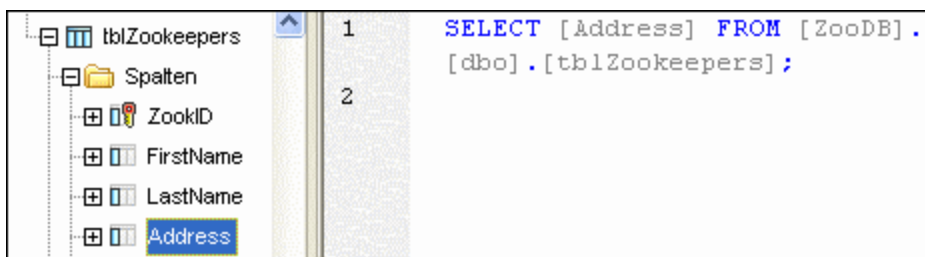 tblZookeepers
Spalten
ZookID
FirstName
LastName
Address
1 SELECT [Address] FROM [ZooDB].
[dbo].[tblZookeepers];
2